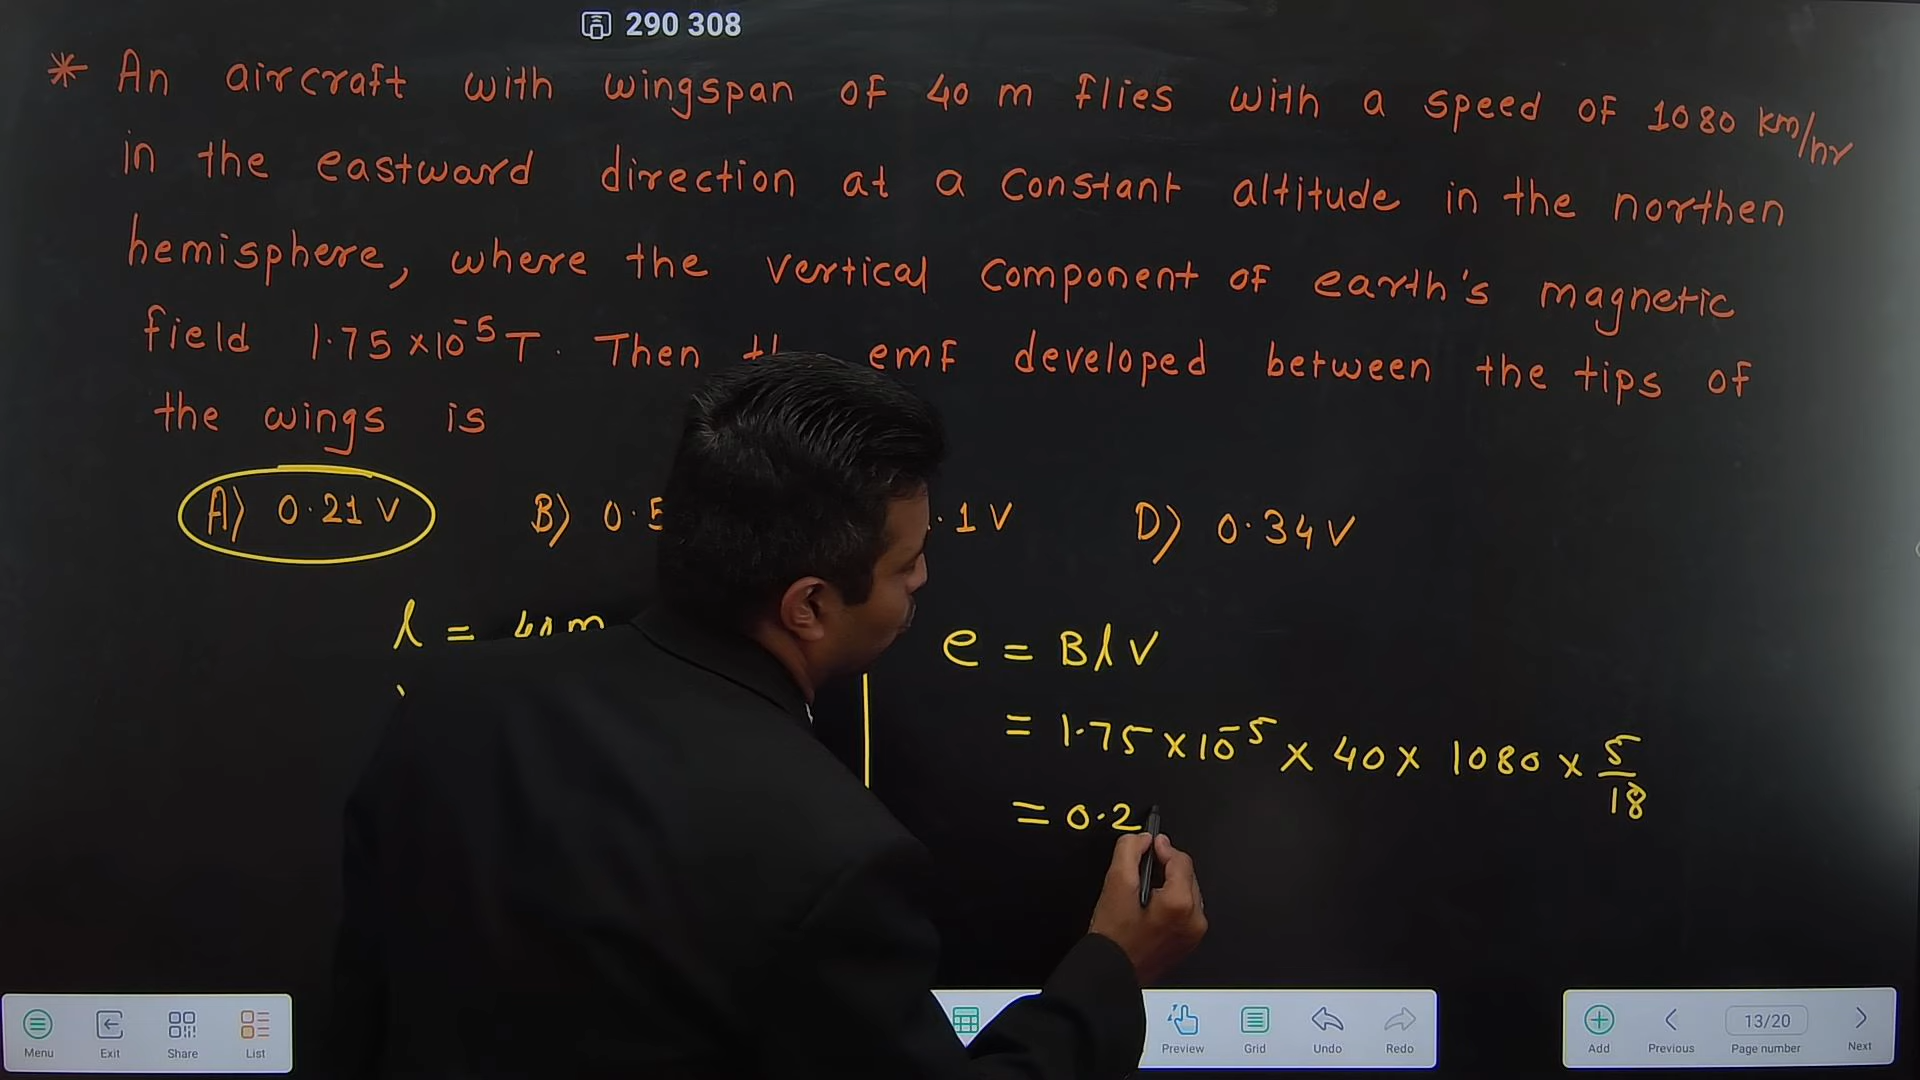 290 308
* An aircraft with wingspan of 40 m flies with a speed of 1080 km/hr
in the eastward direction at a constant altitude in the northen
hemisphere, where the vertical component of earth's magnetic
field 1.75 × 10⁻⁵ T. Then emf developed between the tips of
the wings is
A) 0.21 V B) 0.5 .1 V D) 0.34 V
l = 40 m
e = Blv
= 1.75 × 10⁻⁵ × 40 × 1080 × 5/18
= 0.2
Menu Exit Share List Preview Grid Undo Redo Add Previous 13/20 Page number Next